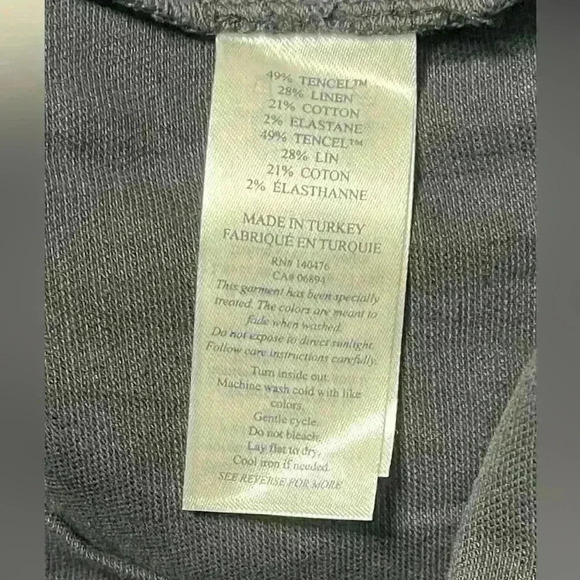 49% TENCEL™
28% LINEN
21% COTTON
2% ELASTANE
49% TENCEL™
28% LIN
21% COTON
2% ÉLASTHANNE
MADE IN TURKEY
FABRIQUÉ EN TURQUIE
RN# 140476
CA# 06894
This garment has been specially
treated. The colors are meant to
fade when washed.
Do not expose to direct sunlight.
Follow care instructions carefully.
Turn inside out.
Machine wash cold with like
colors.
Gentle cycle.
Do not bleach.
Lay flat to dry.
Cool iron if needed.
SEE REVERSE FOR MORE